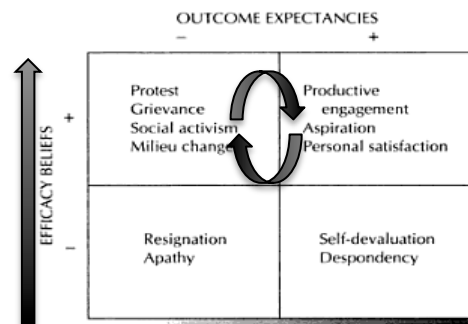 OUTCOME EXPECTANCIES
− +
EFFICACY BELIEFS
+
Protest
Grievance
Social activism
Milieu change
Productive
engagement
Aspiration
Personal satisfaction
−
Resignation
Apathy
Self-devaluation
Despondency